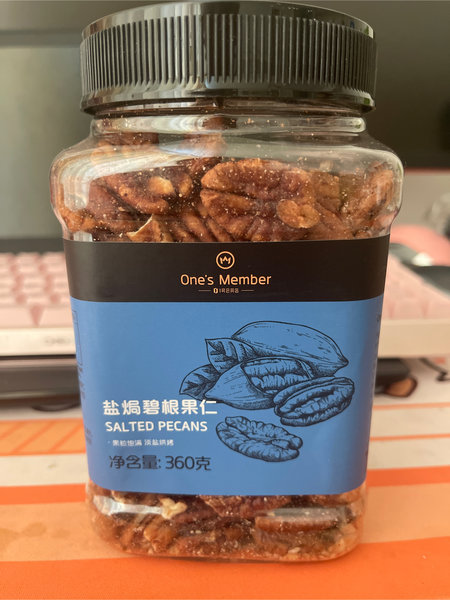 One's Member
1号会员店
盐焗碧根果仁
SALTED PECANS
·果粒饱满 淡盐烘烤
净含量: 360克